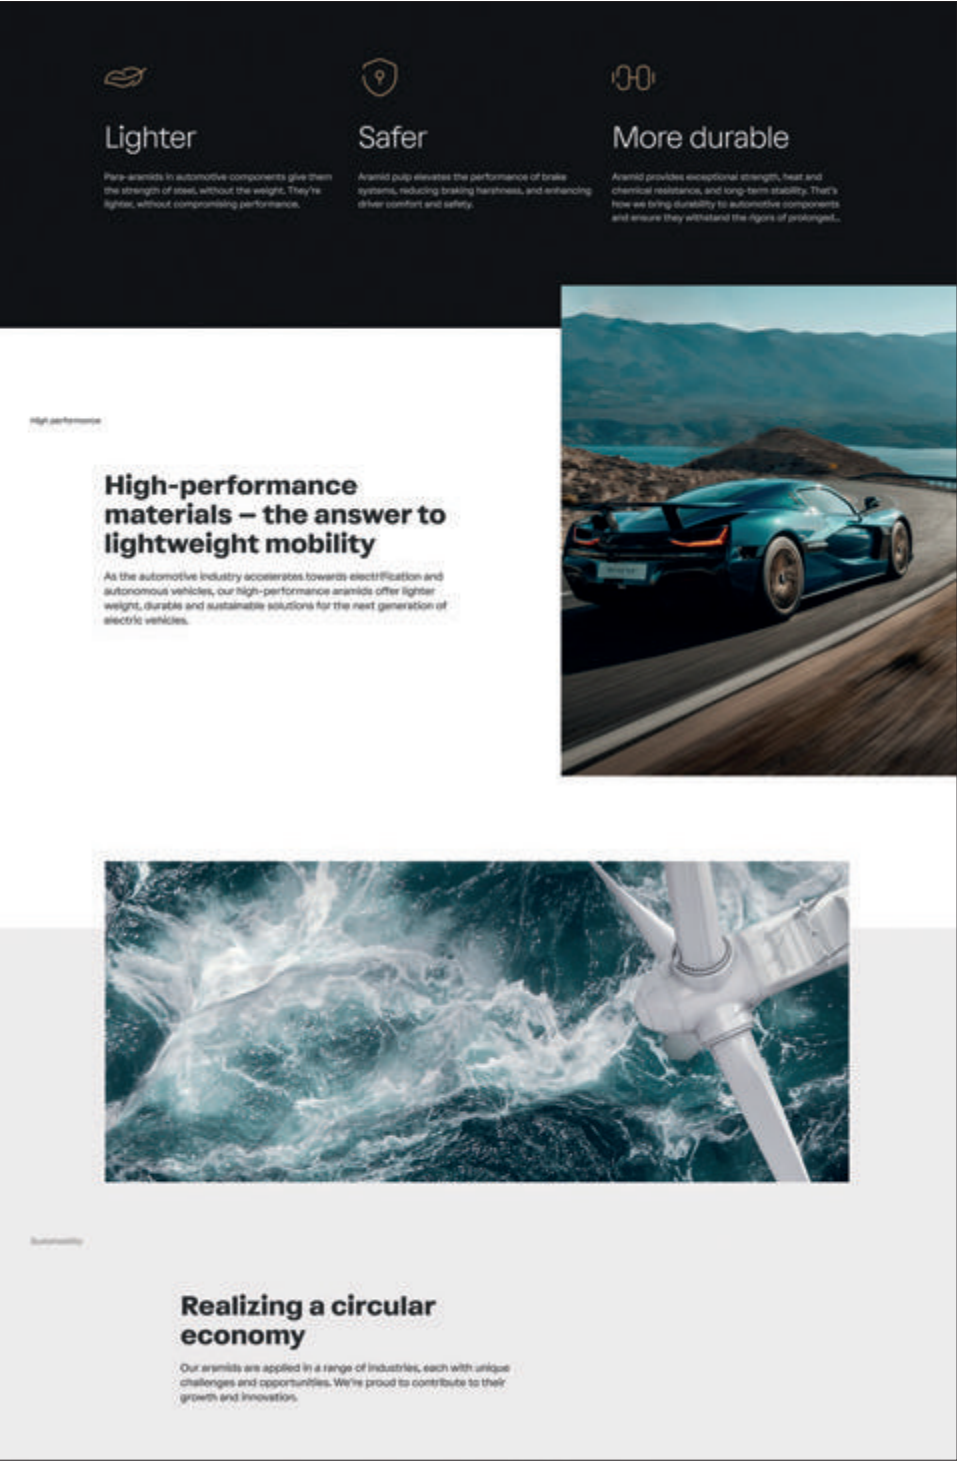 Lighter
Para-aramids in automotive components give them
the strength of steel, without the weight. They're
lighter, without compromising performance.
Safer
Aramid pulp elevates the performance of brake
systems, reducing braking harshness, and enhancing
driver comfort and safety.
More durable
Aramid provides exceptional strength, heat and
chemical resistance, and long-term stability. That's
how we bring durability to automotive components
and ensure they withstand the rigors of prolonged...
High performance
High-performance
materials – the answer to
lightweight mobility
As the automotive industry accelerates towards electrification and
autonomous vehicles, our high-performance aramids offer lighter
weight, durable and sustainable solutions for the next generation of
electric vehicles.
Sustainability
Realizing a circular
economy
Our aramids are applied in a range of industries, each with unique
challenges and opportunities. We're proud to contribute to their
growth and innovation.